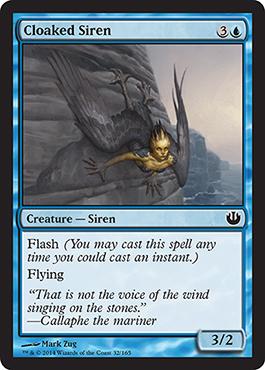 Cloaked Siren 3
Creature — Siren
Flash (You may cast this spell any
time you could cast an instant.)
Flying
"That is not the voice of the wind
singing on the stones."
—Callaphe the mariner
Mark Zug
™ & © 2014 Wizards of the Coast 32/165
3/2